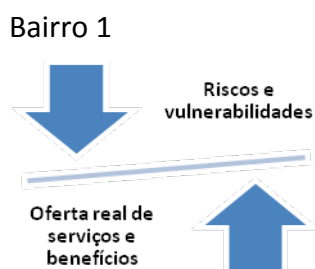 Bairro 1
Riscos e
vulnerabilidades
Oferta real de
serviços e
benefícios